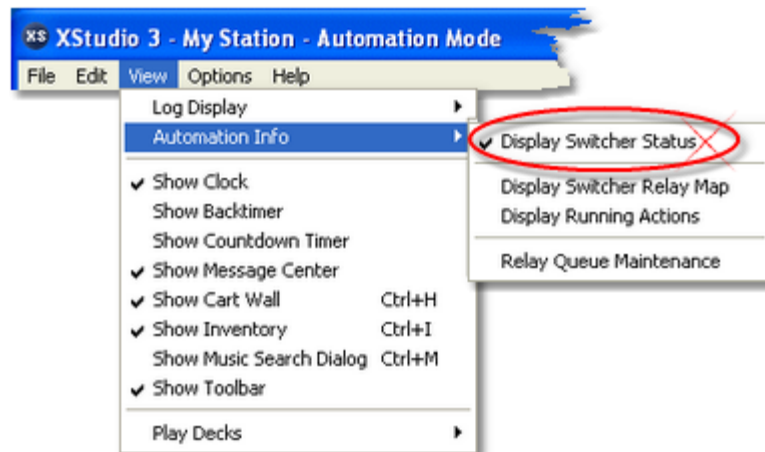 XS XStudio 3 - My Station - Automation Mode
File Edit View Options Help
Log Display
Automation Info
Display Switcher Status
Display Switcher Relay Map
Display Running Actions
Relay Queue Maintenance
Show Clock
Show Backtimer
Show Countdown Timer
Show Message Center
Show Cart Wall Ctrl+H
Show Inventory Ctrl+I
Show Music Search Dialog Ctrl+M
Show Toolbar
Play Decks